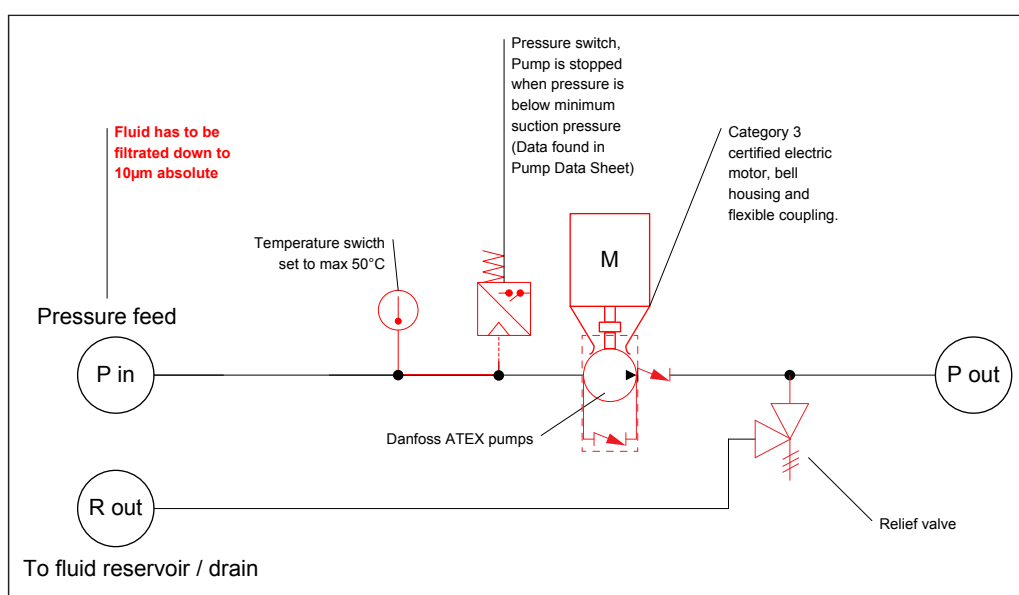 Pressure switch,
Pump is stopped
when pressure is
below minimum
suction pressure
(Data found in
Pump Data Sheet)
Fluid has to be
filtrated down to
10µm absolute
Category 3
certified electric
motor, bell
housing and
flexible coupling.
Temperature swicth
set to max 50°C
M
Pressure feed
P in
P out
Danfoss ATEX pumps
R out
Relief valve
To fluid reservoir / drain